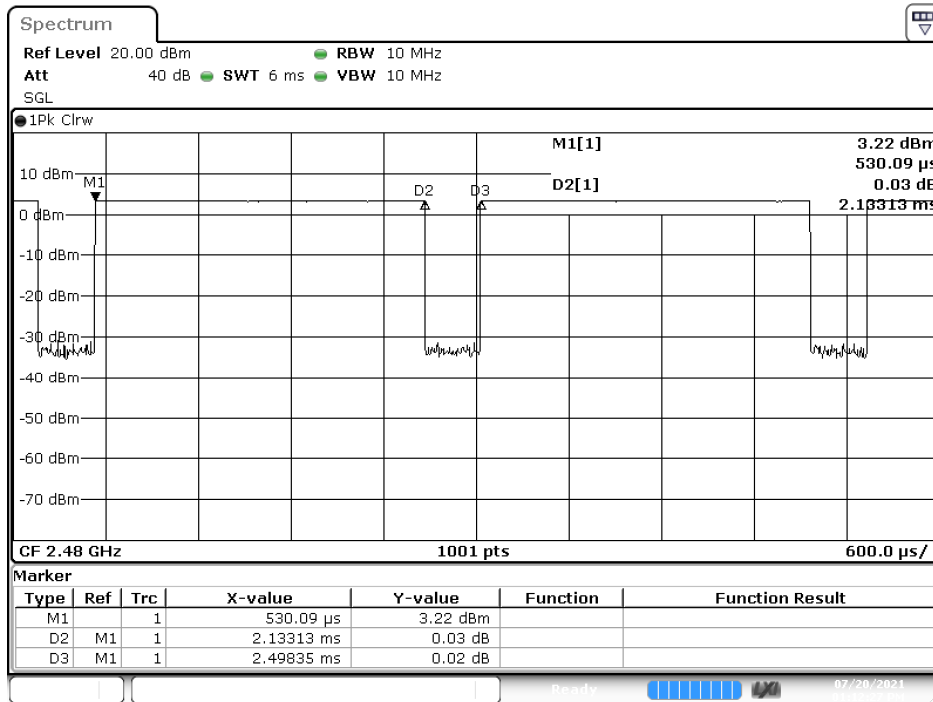 Spectrum
Ref Level 20.00 dBm RBW 10 MHz
Att 40 dB SWT 6 ms VBW 10 MHz
SGL
1Pk Clrw
M1[1] 3.22 dBm
530.09 µs
D2[1] 0.03 dB
2.13313 ms
10 dBm
M1 D2 D3
0 dBm
-10 dBm
-20 dBm
-30 dBm
-40 dBm
-50 dBm
-60 dBm
-70 dBm
CF 2.48 GHz 1001 pts 600.0 µs/
Marker
Type Ref Trc X-value Y-value Function Function Result
M1 1 530.09 µs 3.22 dBm
D2 M1 1 2.13313 ms 0.03 dB
D3 M1 1 2.49835 ms 0.02 dB
Ready LXI 07/20/2021